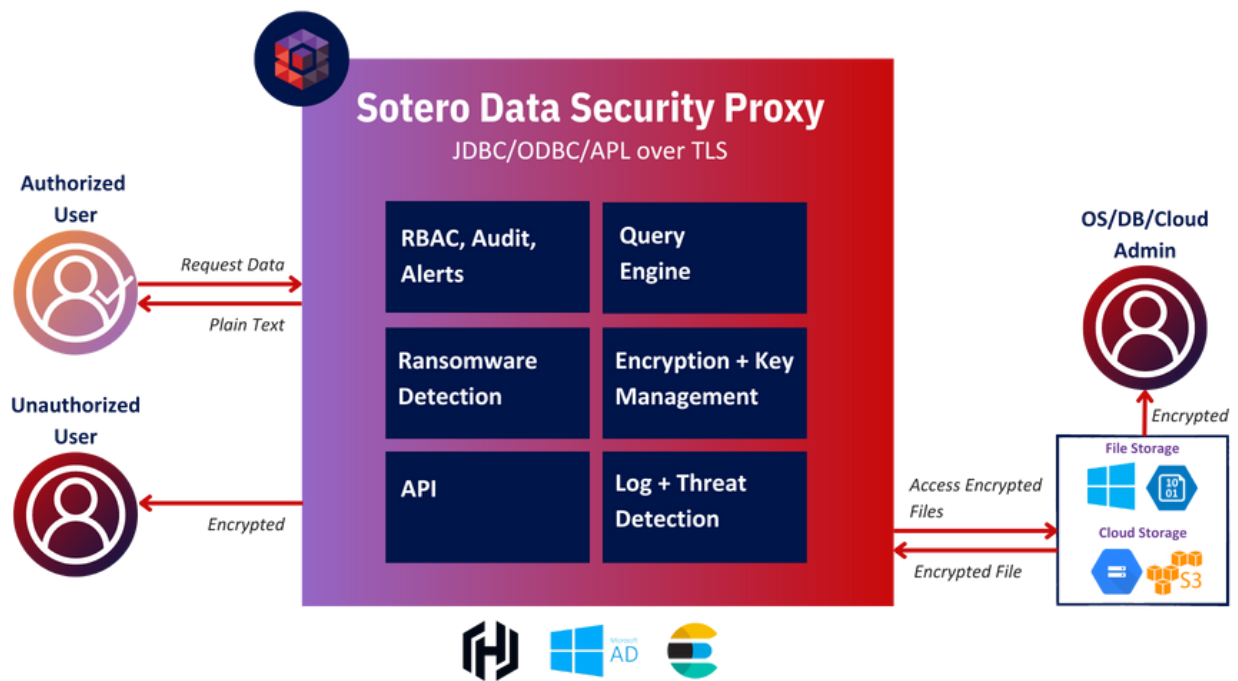 Sotero Data Security Proxy
JDBC/ODBC/APL over TLS
Authorized
User
Request Data
Plain Text
Unauthorized
User
Encrypted
RBAC, Audit,
Alerts
Query
Engine
Ransomware
Detection
Encryption + Key
Management
API
Log + Threat
Detection
OS/DB/Cloud
Admin
Encrypted
File Storage
10
01
Cloud Storage
S3
Access Encrypted
Files
Encrypted File
Microsoft
AD